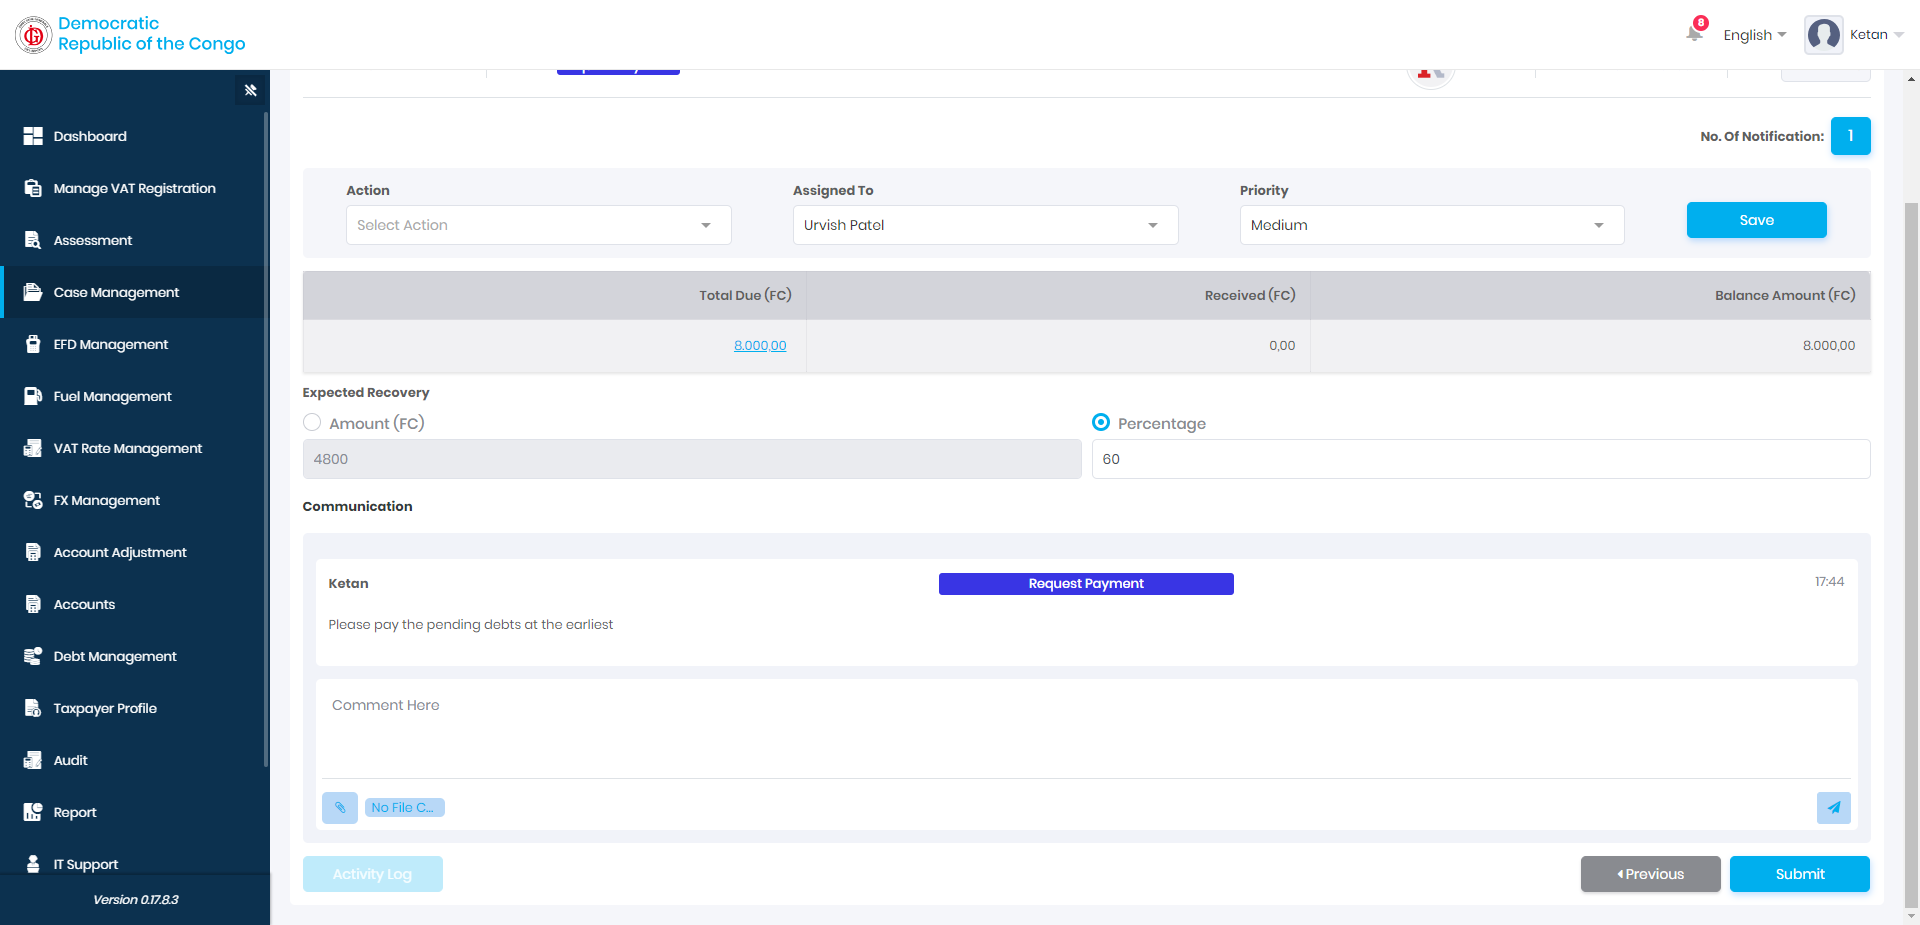 Democratic
Republic of the Congo
8
English
Ketan
Dashboard
Manage VAT Registration
Assessment
Case Management
EFD Management
Fuel Management
VAT Rate Management
FX Management
Account Adjustment
Accounts
Debt Management
Taxpayer Profile
Audit
Report
IT Support
Version 0.17.8.3
No. Of Notification: 1
Action
Assigned To
Priority
Select Action
Urvish Patel
Medium
Save
Total Due (FC)
Received (FC)
Balance Amount (FC)
8.000,00
0,00
8.000,00
Expected Recovery
Amount (FC)
Percentage
4800
60
Communication
Ketan
Request Payment
17:44
Please pay the pending debts at the earliest
Comment Here
No File C...
Activity Log
Previous
Submit